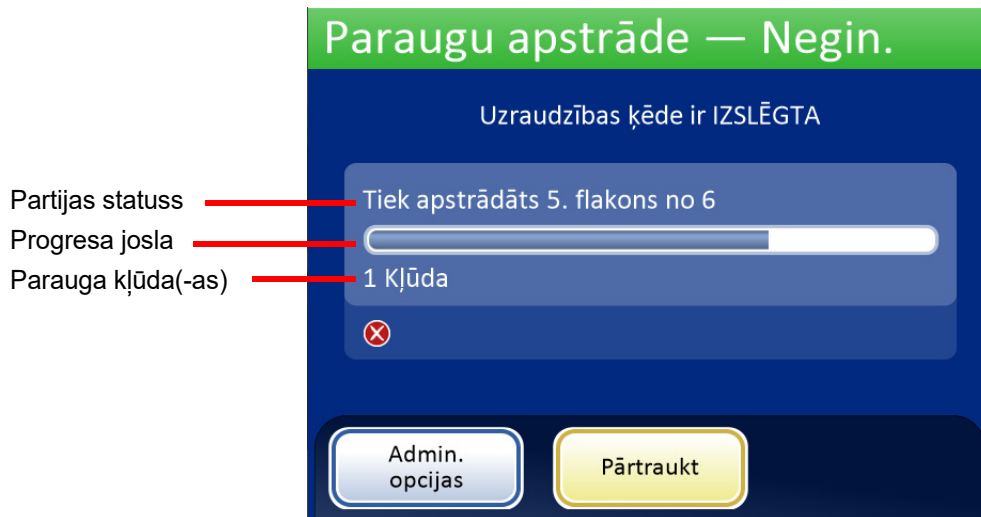 Paraugu apstrāde — Negin.
Uzraudzības ķēde ir IZSLĒGTA
Partijas statuss
Tiek apstrādāts 5. flakons no 6
Progresa josla
Parauga kļūda(-as)
1 Kļūda
Admin.
opcijas
Pārtraukt